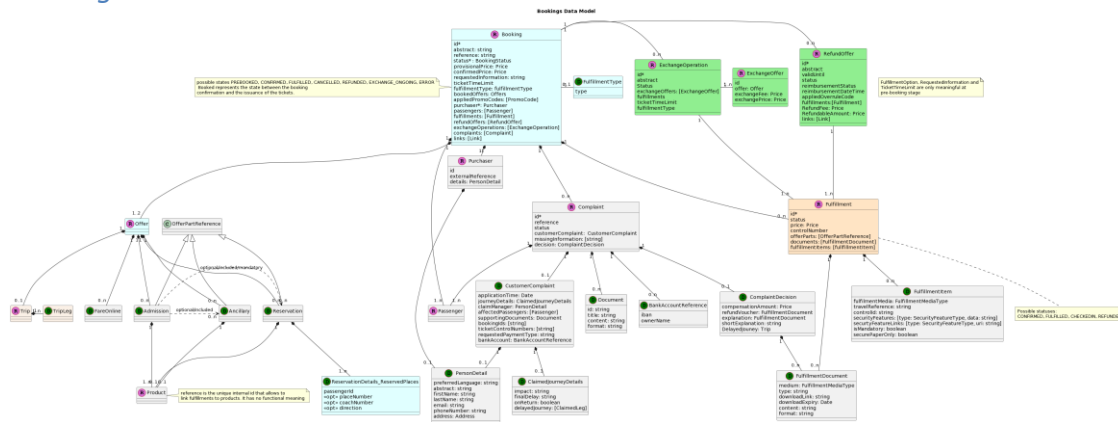 Bookings Data Model
Booking
id*
abstract: string
reference: string
status*: BookingStatus
provisionalPrice: Price
confirmedPrice: Price
requestedInformation: string
ticketTimeLimit
fulfillmentType: FulfillmentType
bookedOffers: Offer
appliedPromoCodes: [PromoCode]
purchaser*: Purchaser
passengers: [Passenger]
fulfillments: [Fulfillment]
refundOffers: [RefundOffer]
exchangeOperations: [ExchangeOperation]
complaints: [Complaint]
links: [Link]
possible states PREBOOKED, CONFIRMED, FULFILLED, CANCELLED, REFUNDED, EXCHANGE_ONGOING, ERROR
Booked represents the state between the booking
confirmation and the issuance of the tickets.
FulfillmentType
type
ExchangeOperation
id*
abstract
Status
exchangeOffers: [ExchangeOffer]
fulfillments
ticketTimeLimit
fulfillmentType
ExchangeOffer
id
offer: Offer
exchangeFee: Price
exchangePrice: Price
RefundOffer
id*
abstract
validUntil
status
reimbursementStatus
reimbursementDateTime
appliedOverruleCode
fulfillments:[Fulfillment]
RefundFee: Price
RefundableAmount: Price
links: [Link]
FulfillmentOption, RequestedInformation and
TicketTimeLimit are only meaningful at
pre-booking stage
Purchaser
id
externalReference
details: PersonDetail
Complaint
id*
reference
status
customerComplaint : CustomerComplaint
missingInformation: [string]
decision: ComplaintDecision
Fulfillment
id*
status
price: Price
controlNumber
offerParts: [OfferPartReference]
documents: [FulfillmentDocument]
fulfillmentItems: [fulfillmentItem]
Offer
OfferPartReference
optional/included/mandatory
optional/included
Trip
TripLeg
FareOnline
Admission
Ancillary
Reservation
Passenger
CustomerComplaint
applicationTime: Date
journeyDetails: ClaimedJourneyDetails
claimManager: PersonDetail
affectedPassengers: [Passenger]
supportingDocuments: Document
bookingIds: [string]
ticketControlNumbers: [string]
requestedPaymentType: string
bankAccount: BankAccountReference
Document
id: string
title: string
content: string
format: string
BankAccountReference
iban
ownerName
ComplaintDecision
compensationAmount: Price
refundVoucher: FulfillmentDocument
explanation: FulfillmentDocument
shortExplanation: string
DelayedJourney: Trip
FulfillmentItem
fulfillmentMedia: FulfillmentMediaType
travelReference: string
controlId: string
securityFeatures: [type: SecurityFeatureType, data: string]
securityFeatureLinks: [type: SecurityFeatureType, uri: string]
isMandatory: boolean
securePaperOnly: boolean
Possible statuses:
CONFIRMED, FULFILLED, CHECKEDIN, REFUNDE
Product
reference is the unique internal-id that allows to
link fulfillments to products. it has no functional meaning
ReservationDetails_ReservedPlaces
passengerId
<opt> placeNumber
<opt> coachNumber
<opt> direction
PersonDetail
preferredLanguage: string
abstract: string
firstName: string
lastName: string
email: string
phoneNumber: string
address: Address
ClaimedJourneyDetails
impact: string
finalDelay: string
onReturn: boolean
delayedJourney: [ClaimedLeg]
FulfillmentDocument
medium: FulfillmentMediaType
type: string
downloadLink: string
downloadExpiry: Date
content: string
format: string